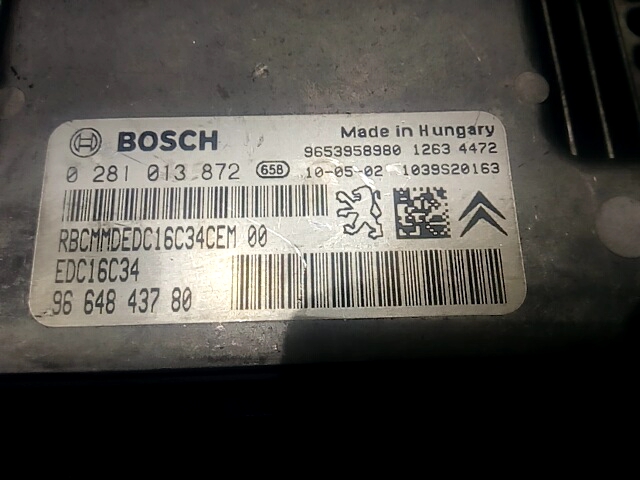 BOSCH
Made in Hungary
9653958980 1263 4472
0 281 013 872 658 10-05-02 1039S20163
RBCMMDEDC16C34CEM 00
EDC16C34
96 648 437 80